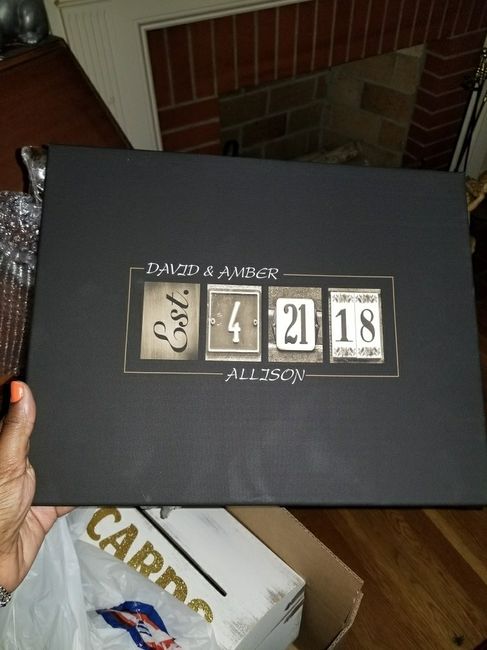 DAVID & AMBER
Est. 4 21 18
ALLISON
CARDS